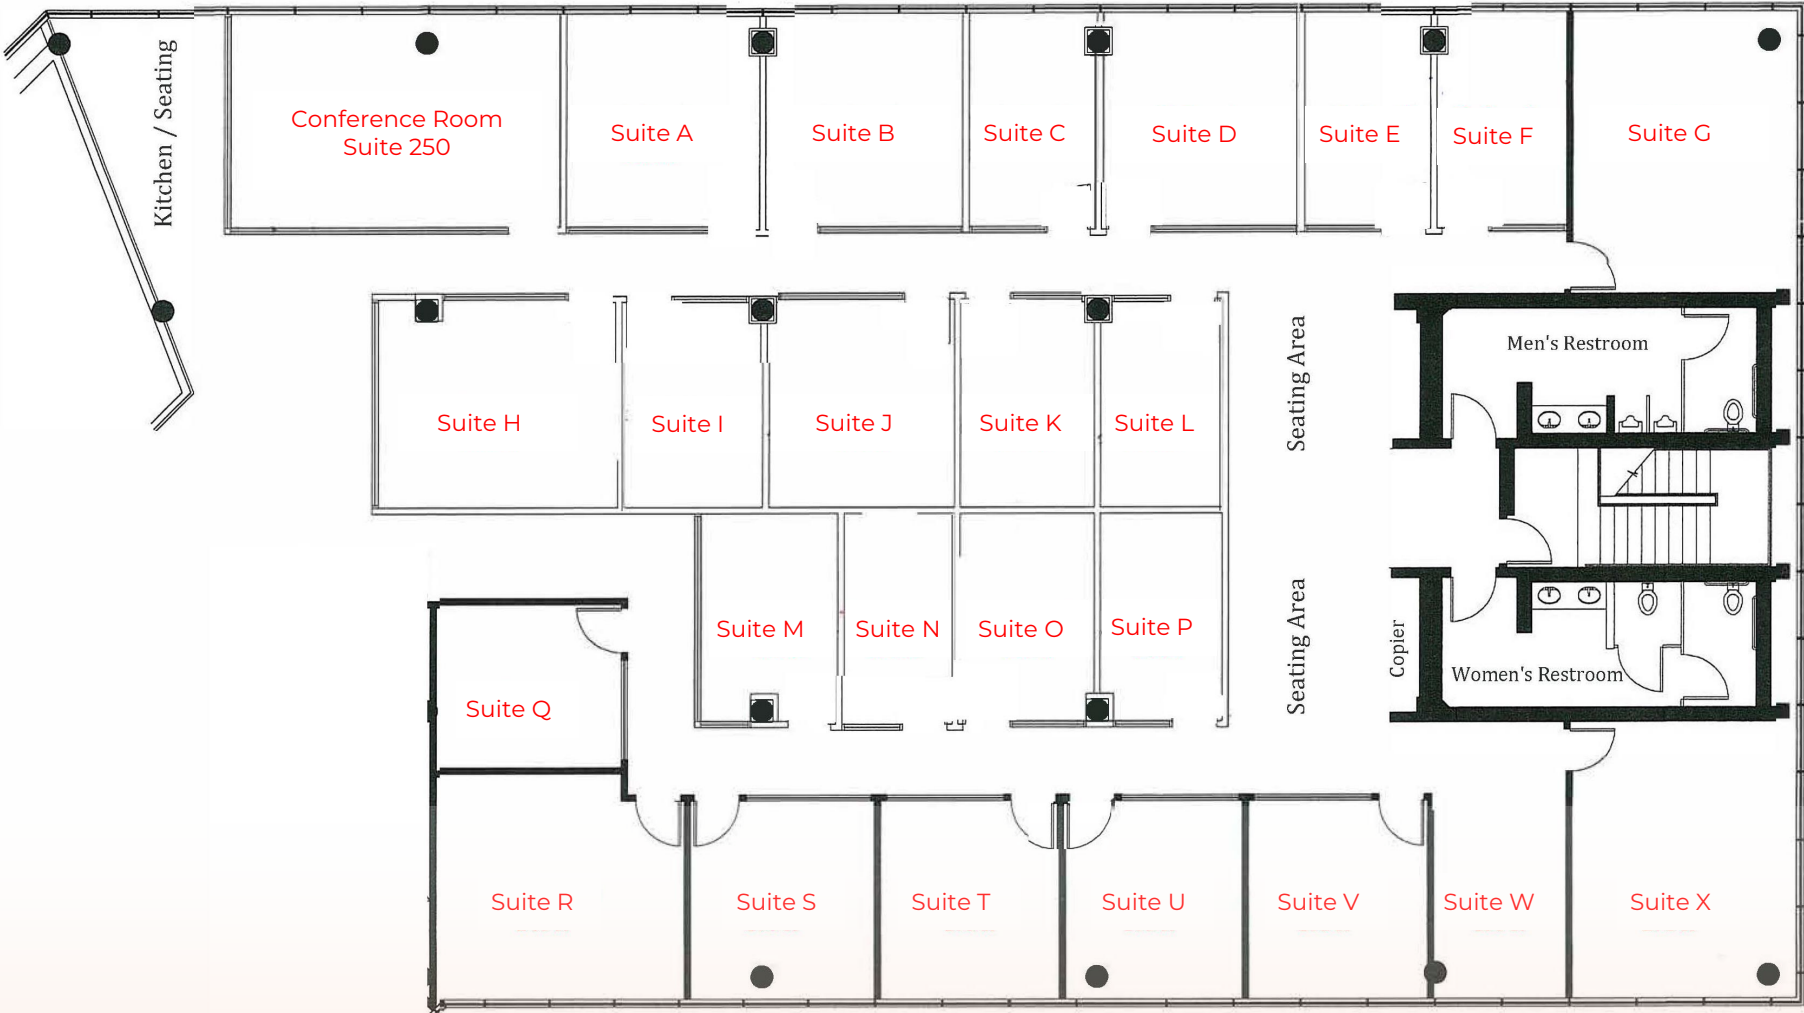 Kitchen / Seating
Conference Room
Suite 250
Suite A
Suite B
Suite C
Suite D
Suite E
Suite F
Suite G
Men's Restroom
Seating Area
Suite H
Suite I
Suite J
Suite K
Suite L
Suite M
Suite N
Suite O
Suite P
Seating Area
Copier
Women's Restroom
Suite Q
Suite R
Suite S
Suite T
Suite U
Suite V
Suite W
Suite X